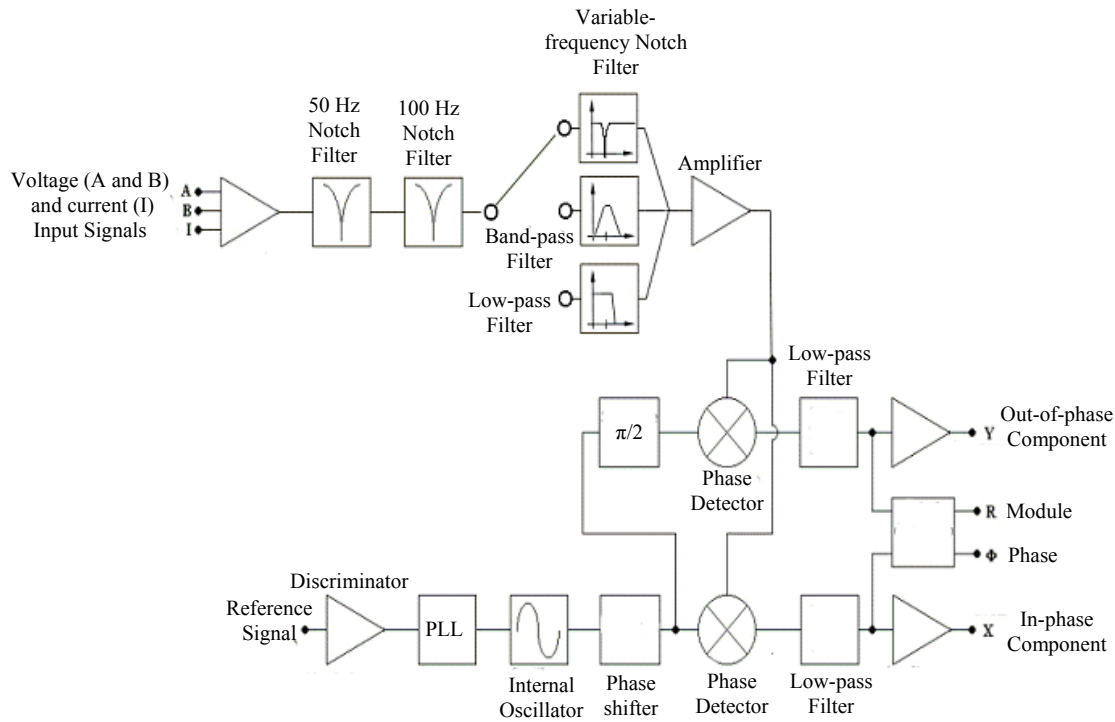 Variable-
frequency Notch
Filter
50 Hz
Notch
Filter
100 Hz
Notch
Filter
Amplifier
Voltage (A and B)
and current (I)
Input Signals
A
B
I
Band-pass
Filter
Low-pass
Filter
Low-pass
Filter
π/2
Phase
Detector
Y
Out-of-phase
Component
R Module
Φ Phase
Discriminator
Reference
Signal
PLL
Internal
Oscillator
Phase
shifter
Phase
Detector
Low-pass
Filter
X
In-phase
Component